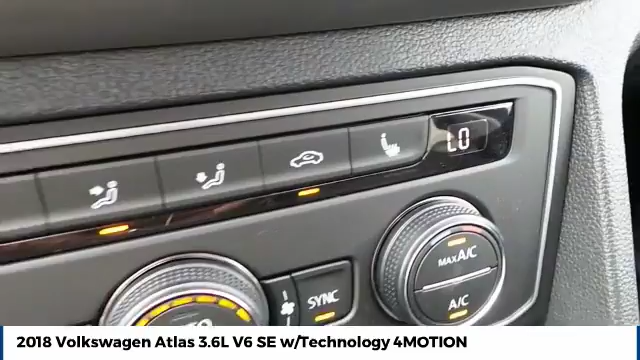 LO
MAX A/C
SYNC
A/C
2018 Volkswagen Atlas 3.6L V6 SE w/Technology 4MOTION